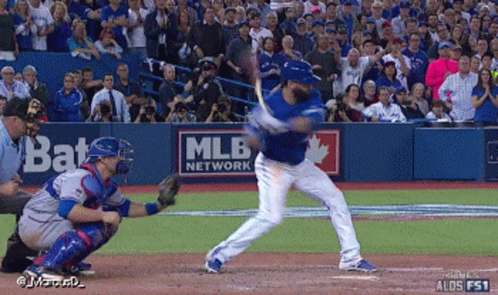 Bat
MLB
NETWORK
@_MarcusD_
ALDS FS1